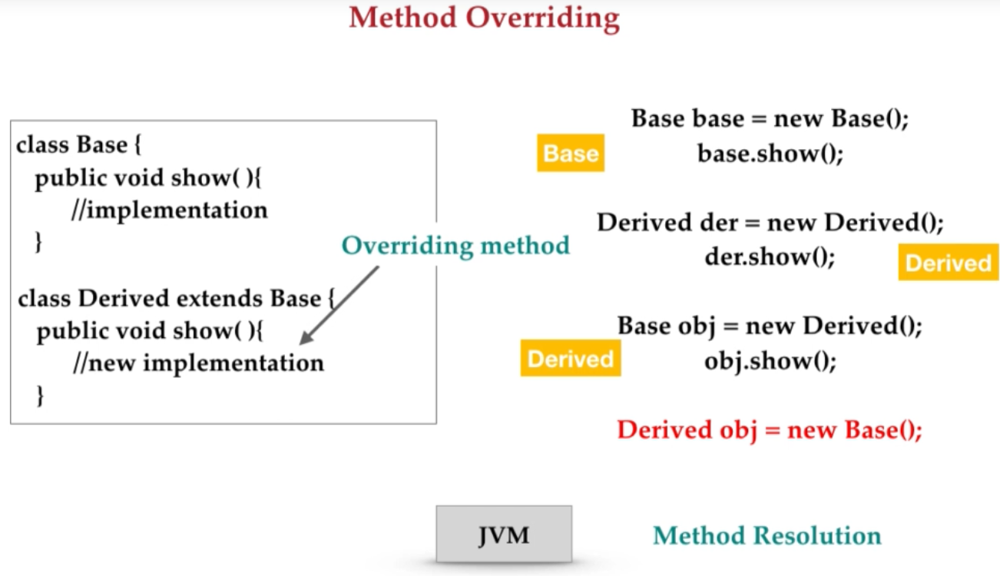 Method Overriding
class Base {
public void show( ){
//implementation
}
class Derived extends Base {
public void show( ){
//new implementation
}
Overriding method
Base base = new Base();
base.show();
Base
Derived der = new Derived();
der.show();
Derived
Base obj = new Derived();
obj.show();
Derived
Derived obj = new Base();
JVM
Method Resolution